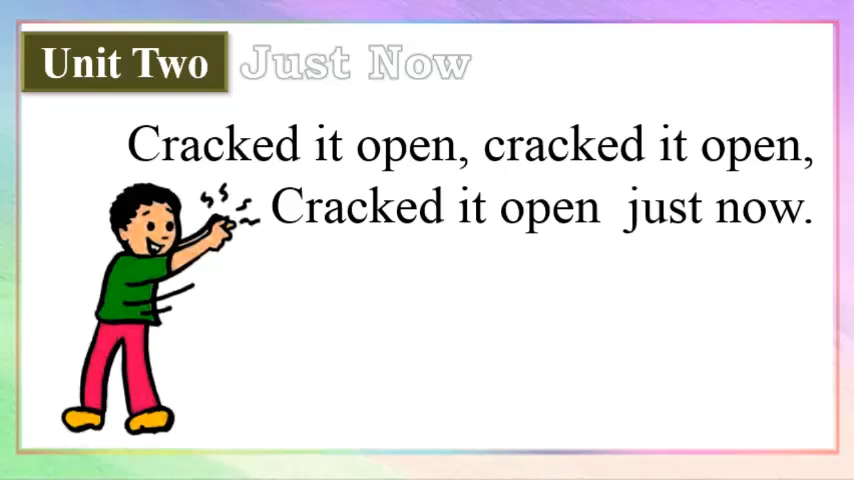 Unit Two Just Now
Cracked it open, cracked it open,
Cracked it open just now.